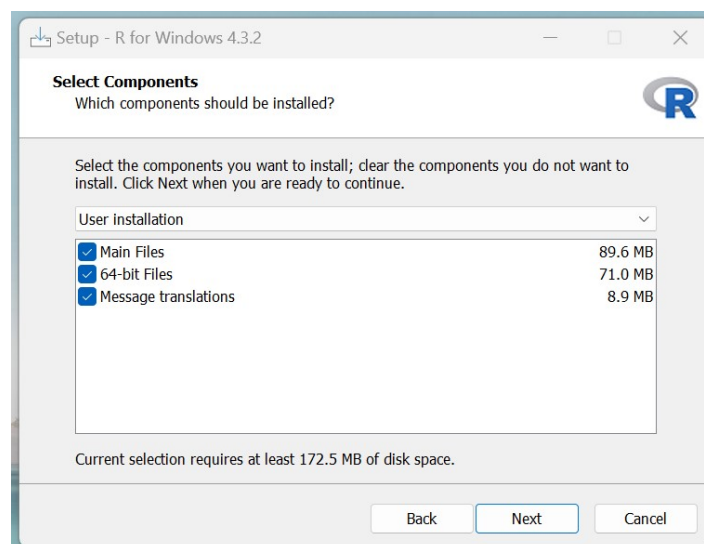 Setup - R for Windows 4.3.2
Select Components
Which components should be installed?
R
Select the components you want to install; clear the components you do not want to
install. Click Next when you are ready to continue.
User installation
Main Files 89.6 MB
64-bit Files 71.0 MB
Message translations 8.9 MB
Current selection requires at least 172.5 MB of disk space.
Back Next Cancel